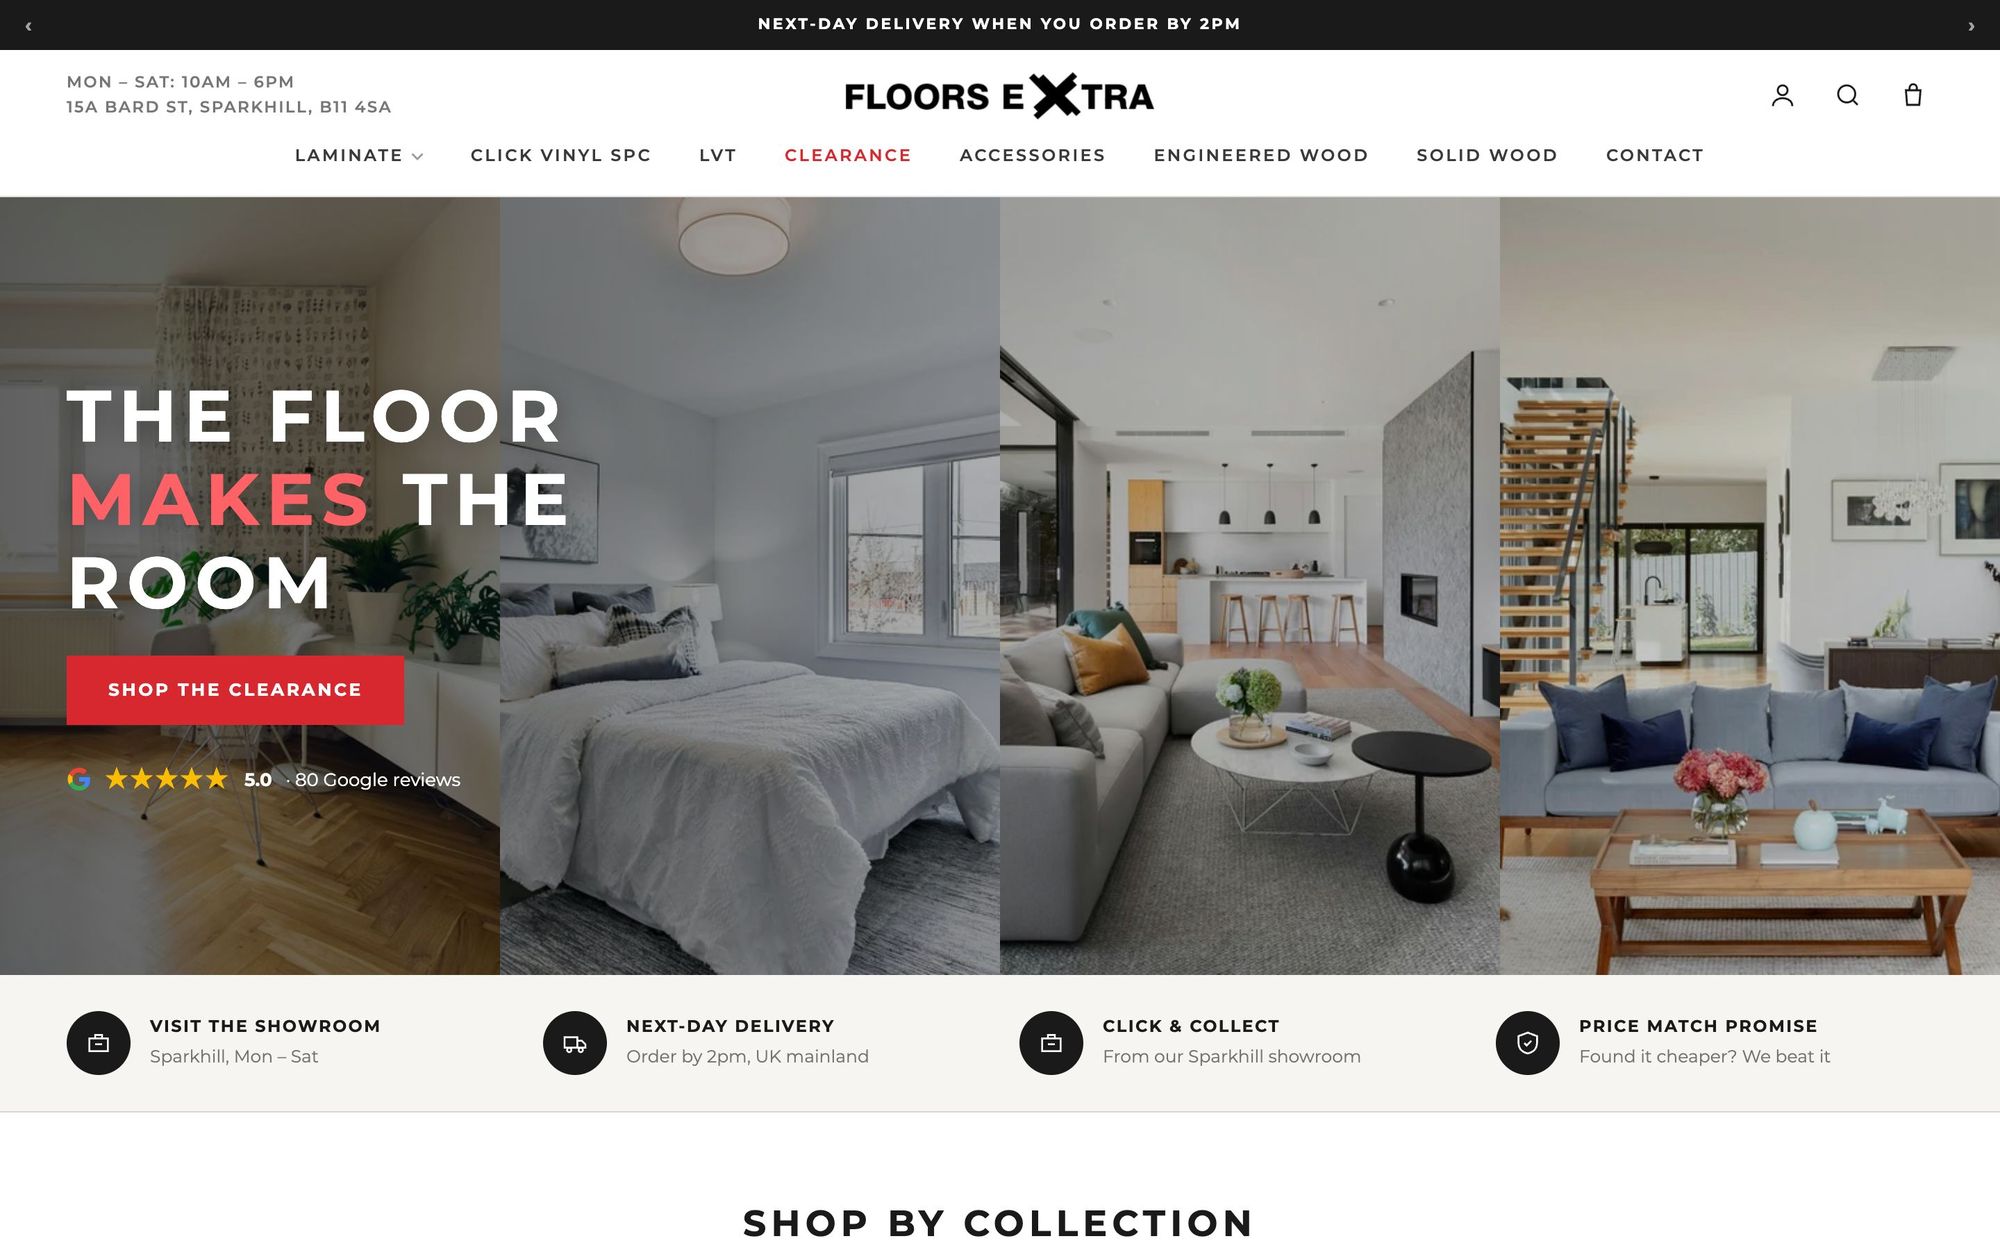 NEXT-DAY DELIVERY WHEN YOU ORDER BY 2PM
MON – SAT: 10AM – 6PM
15A BARD ST, SPARKHILL, B11 4SA
FLOORS EXTRA
LAMINATE CLICK VINYL SPC LVT CLEARANCE ACCESSORIES ENGINEERED WOOD SOLID WOOD CONTACT
THE FLOOR
MAKES THE
ROOM
SHOP THE CLEARANCE
5.0 · 80 Google reviews
VISIT THE SHOWROOM
Sparkhill, Mon – Sat
NEXT-DAY DELIVERY
Order by 2pm, UK mainland
CLICK & COLLECT
From our Sparkhill showroom
PRICE MATCH PROMISE
Found it cheaper? We beat it
SHOP BY COLLECTION